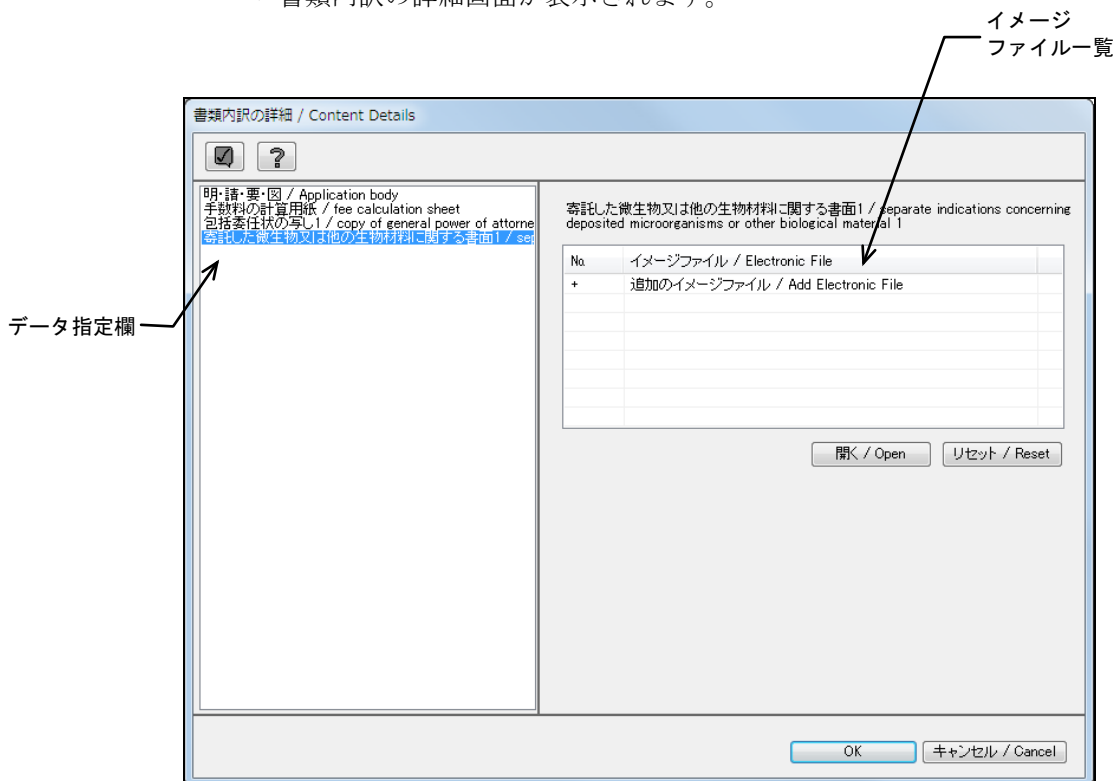 書類内訳の詳細画面が表示されます。
イメージ
ファイル一覧
書類内訳の詳細 / Content Details
?
明・請・要・図 / Application body
手数料の計算用紙 / fee calculation sheet
包括委任状の写し1 / copy of general power of attorne
寄託した微生物又は他の生物材料に関する書面1 / sep
寄託した微生物又は他の生物材料に関する書面1 / separate indications concerning
deposited microorganisms or other biological material 1
No. イメージファイル / Electronic File
+ 追加のイメージファイル / Add Electronic File
データ指定欄
開く / Open リセット / Reset
OK キャンセル / Cancel